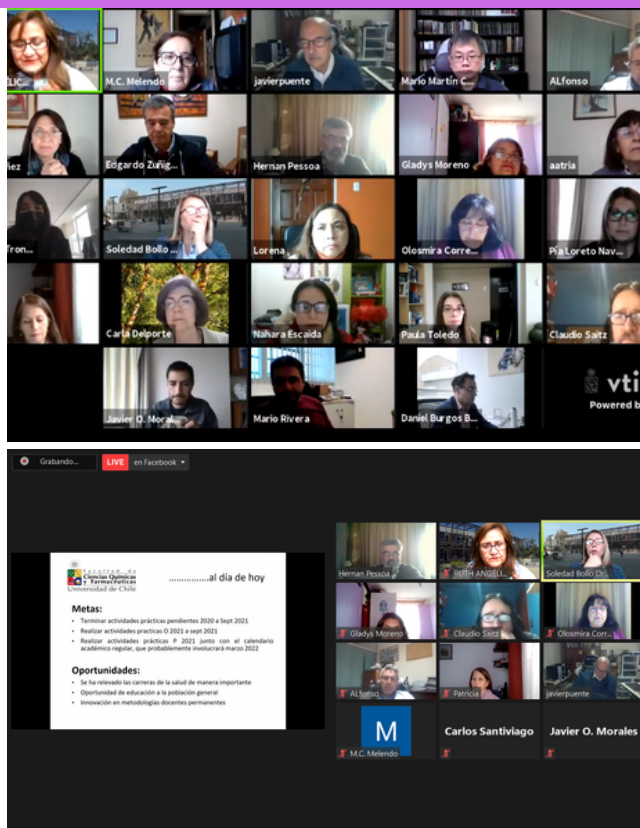 ELIC...
M.C. Melendo
javierpuente
Mario Martín C...
ALfonso
ñez
Edgardo Zuñig...
Hernan Pessoa
Gladys Moreno
aatria
Tron...
Soledad Bollo ...
Lorena
Olosmira Corre...
Pía Loreto Nav...
Carla Delporte
Nahara Escaida
Paula Toledo
Claudio Saitz
Javier O. Moral...
Mario Rivera
Daniel Burgos B...
vti
Powered b
Grabando...
LIVE
en Facebook
Facultad de
Ciencias Químicas
y Farmacéuticas
Universidad de Chile
................al día de hoy
Metas:
• Terminar actividades prácticas pendientes 2020 a Sept 2021
• Realizar actividades practicas O 2021 a sept 2021
• Realizar actividades prácticas P 2021 junto con el calendario
académico regular, que probablemente involucrará marzo 2022
Oportunidades:
• Se ha relevado las carreras de la salud de manera importante
• Oportunidad de educación a la población general
• Innovación en metodologías docentes permanentes
Hernan Pessoa
RUTH ANGÉLI...
Soledad Bollo Di...
Gladys Moreno
Claudio Saitz
Olosmira Corr...
ALfonso
Patricia
javierpuente
M
M.C. Melendo
Carlos Santiviago
Javier O. Morales